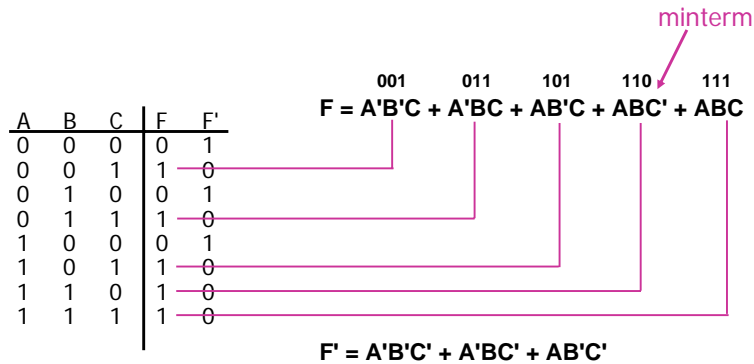 minterm
001 011 101 110 111
F = A'B'C + A'BC + AB'C + ABC' + ABC
A B C F F'
0 0 0 0 1
0 0 1 1 0
0 1 0 0 1
0 1 1 1 0
1 0 0 0 1
1 0 1 1 0
1 1 0 1 0
1 1 1 1 0
F' = A'B'C' + A'BC' + AB'C'